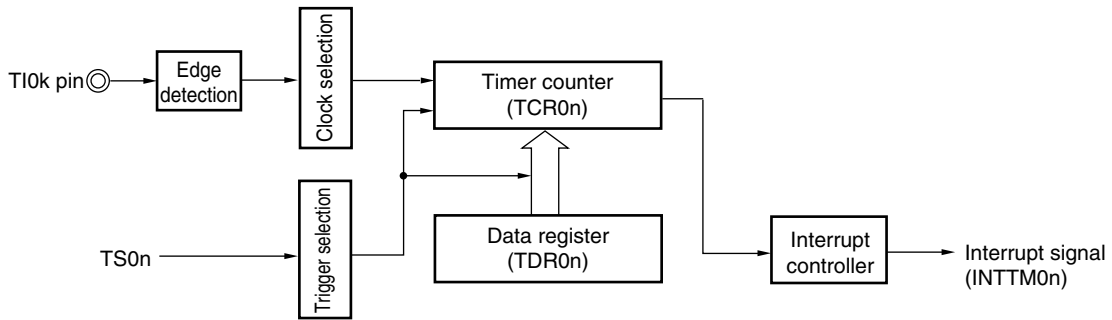 TI0k pin
Edge
detection
Clock selection
Timer counter
(TCR0n)
TS0n
Trigger selection
Data register
(TDR0n)
Interrupt
controller
Interrupt signal
(INTTM0n)